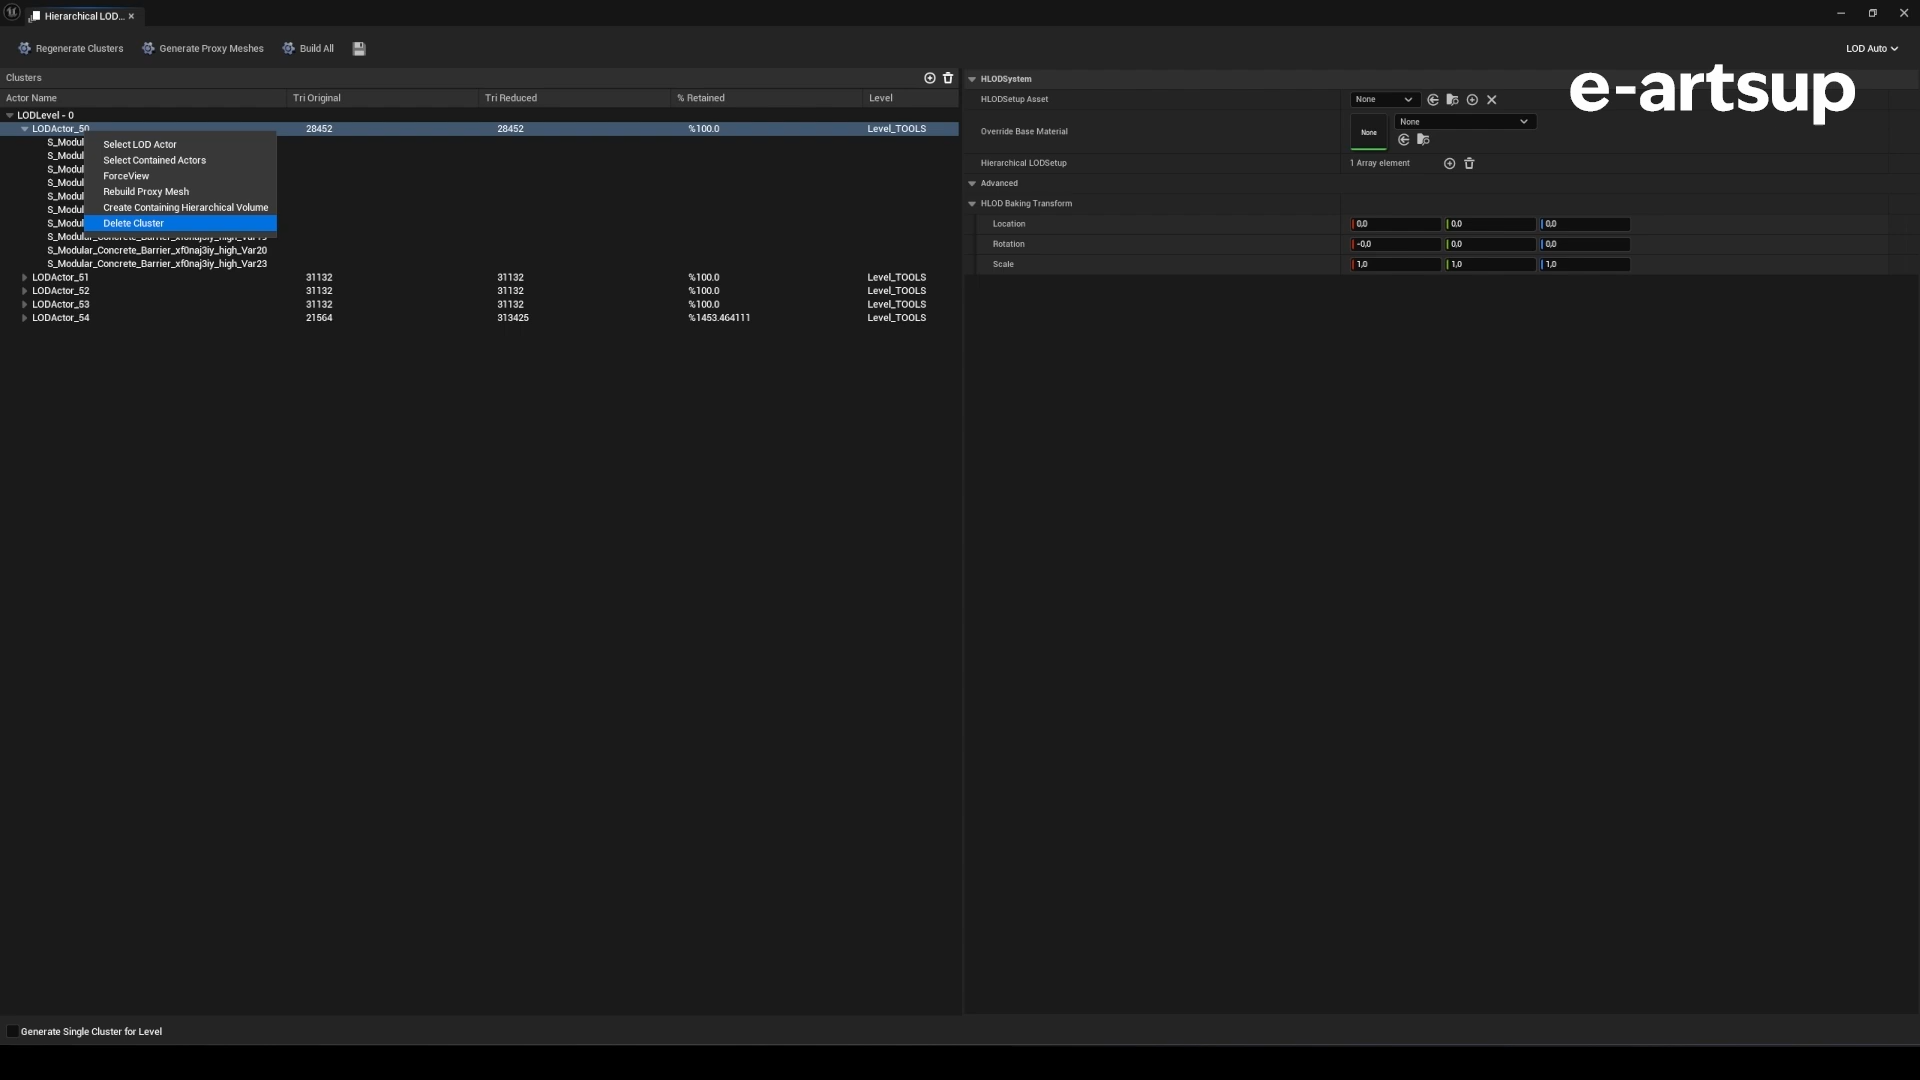 Hierarchical LOD...
Regenerate Clusters Generate Proxy Meshes Build All LOD Auto
e-artsup
Clusters
Actor Name Tri Original Tri Reduced % Retained Level
LODLevel - 0
LODActor_50 28452 28452 %100.0 Level_TOOLS
S_Modul
S_Modul
S_Modul
S_Modul
S_Modul
S_Modul
S_Modul
S_Modular_Concrete_Barrier_xf0naj3iy_high_Var20
S_Modular_Concrete_Barrier_xf0naj3iy_high_Var23
Select LOD Actor
Select Contained Actors
ForceView
Rebuild Proxy Mesh
Create Containing Hierarchical Volume
Delete Cluster
LODActor_51 31132 31132 %100.0 Level_TOOLS
LODActor_52 31132 31132 %100.0 Level_TOOLS
LODActor_53 31132 31132 %100.0 Level_TOOLS
LODActor_54 21564 313425 %1453.464111 Level_TOOLS
HLODSystem
HLODSetup Asset None
Override Base Material None None
Hierarchical LODSetup 1 Array element
Advanced
HLOD Baking Transform
Location 0,0 0,0 0,0
Rotation -0,0 0,0 0,0
Scale 1,0 1,0 1,0
Generate Single Cluster for Level